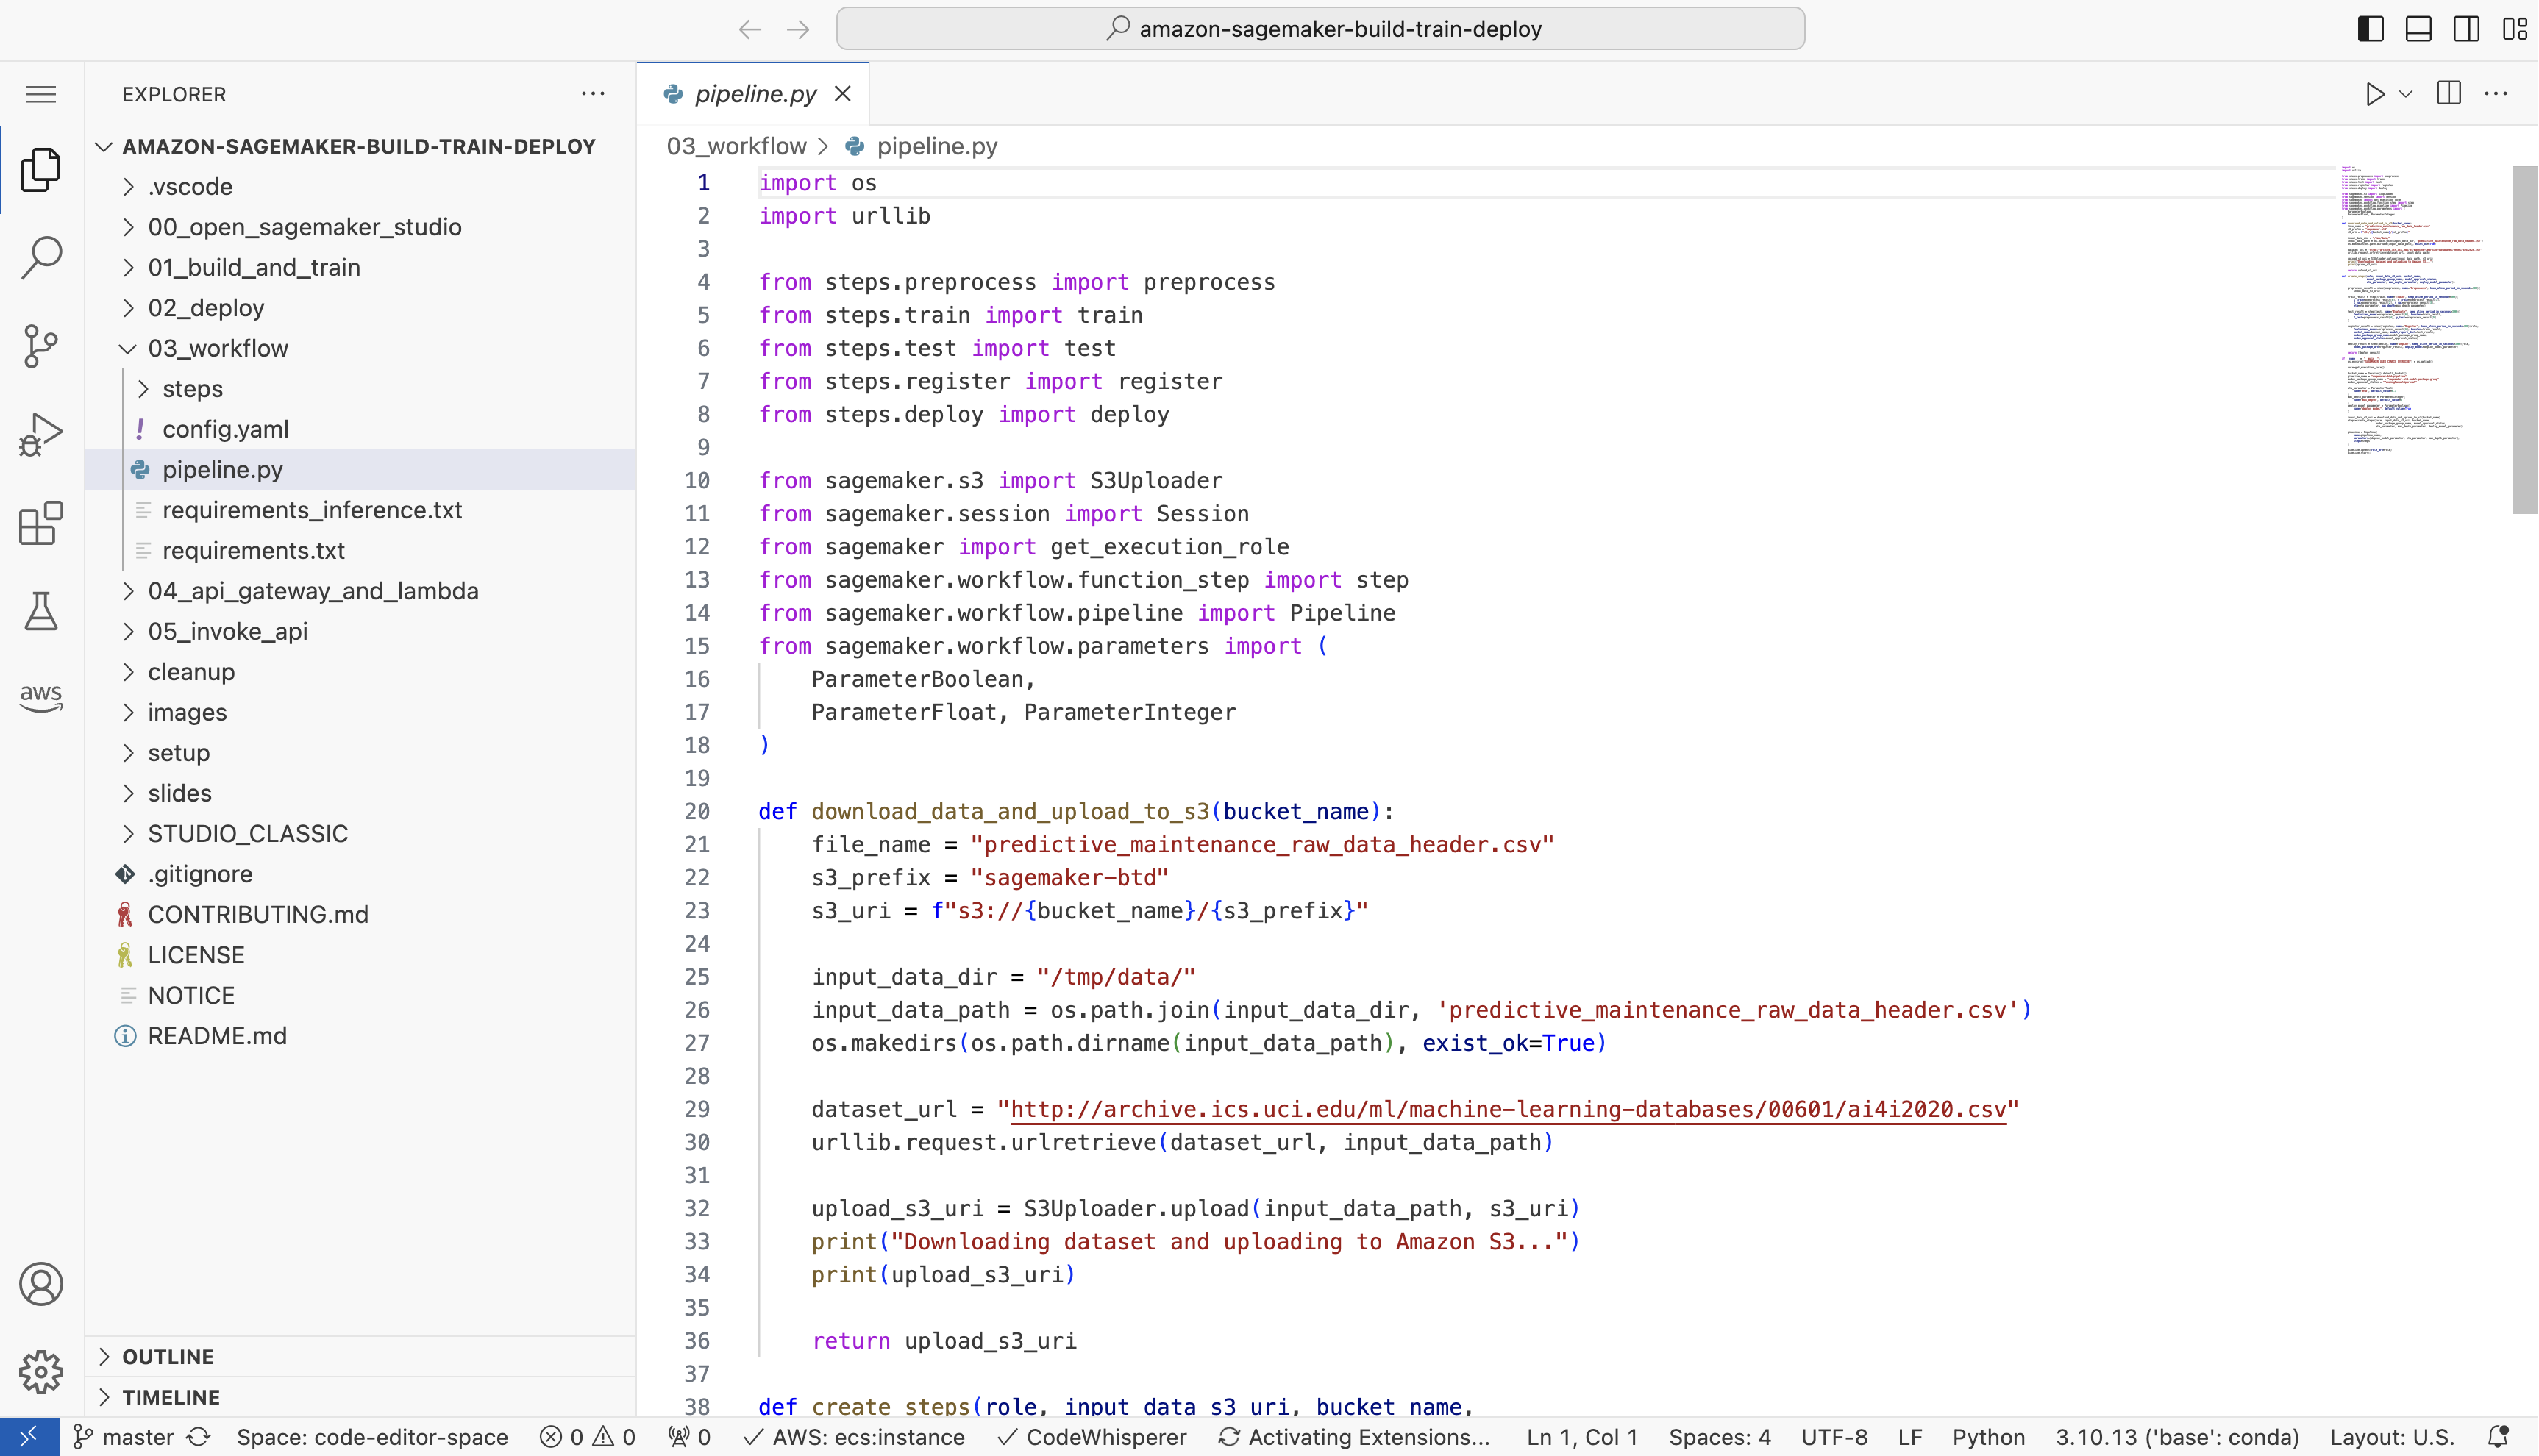 amazon-sagemaker-build-train-deploy
EXPLORER
AMAZON-SAGEMAKER-BUILD-TRAIN-DEPLOY
.vscode
00_open_sagemaker_studio
01_build_and_train
02_deploy
03_workflow
steps
config.yaml
pipeline.py
requirements_inference.txt
requirements.txt
04_api_gateway_and_lambda
05_invoke_api
cleanup
images
setup
slides
STUDIO_CLASSIC
.gitignore
CONTRIBUTING.md
LICENSE
NOTICE
README.md
OUTLINE
TIMELINE
aws
pipeline.py
03_workflow > pipeline.py
1 import os
2 import urllib
3
4 from steps.preprocess import preprocess
5 from steps.train import train
6 from steps.test import test
7 from steps.register import register
8 from steps.deploy import deploy
9
10 from sagemaker.s3 import S3Uploader
11 from sagemaker.session import Session
12 from sagemaker import get_execution_role
13 from sagemaker.workflow.function_step import step
14 from sagemaker.workflow.pipeline import Pipeline
15 from sagemaker.workflow.parameters import (
16     ParameterBoolean,
17     ParameterFloat, ParameterInteger
18 )
19
20 def download_data_and_upload_to_s3(bucket_name):
21     file_name = "predictive_maintenance_raw_data_header.csv"
22     s3_prefix = "sagemaker-btd"
23     s3_uri = f"s3://{bucket_name}/{s3_prefix}"
24
25     input_data_dir = "/tmp/data/"
26     input_data_path = os.path.join(input_data_dir, 'predictive_maintenance_raw_data_header.csv')
27     os.makedirs(os.path.dirname(input_data_path), exist_ok=True)
28
29     dataset_url = "http://archive.ics.uci.edu/ml/machine-learning-databases/00601/ai4i2020.csv"
30     urllib.request.urlretrieve(dataset_url, input_data_path)
31
32     upload_s3_uri = S3Uploader.upload(input_data_path, s3_uri)
33     print("Downloading dataset and uploading to Amazon S3...")
34     print(upload_s3_uri)
35
36     return upload_s3_uri
37
38 def create_steps(role, input_data_s3_uri, bucket_name,
master Space: code-editor-space 0 0 0 AWS: ecs:instance CodeWhisperer Activating Extensions... Ln 1, Col 1 Spaces: 4 UTF-8 LF Python 3.10.13 ('base': conda) Layout: U.S.